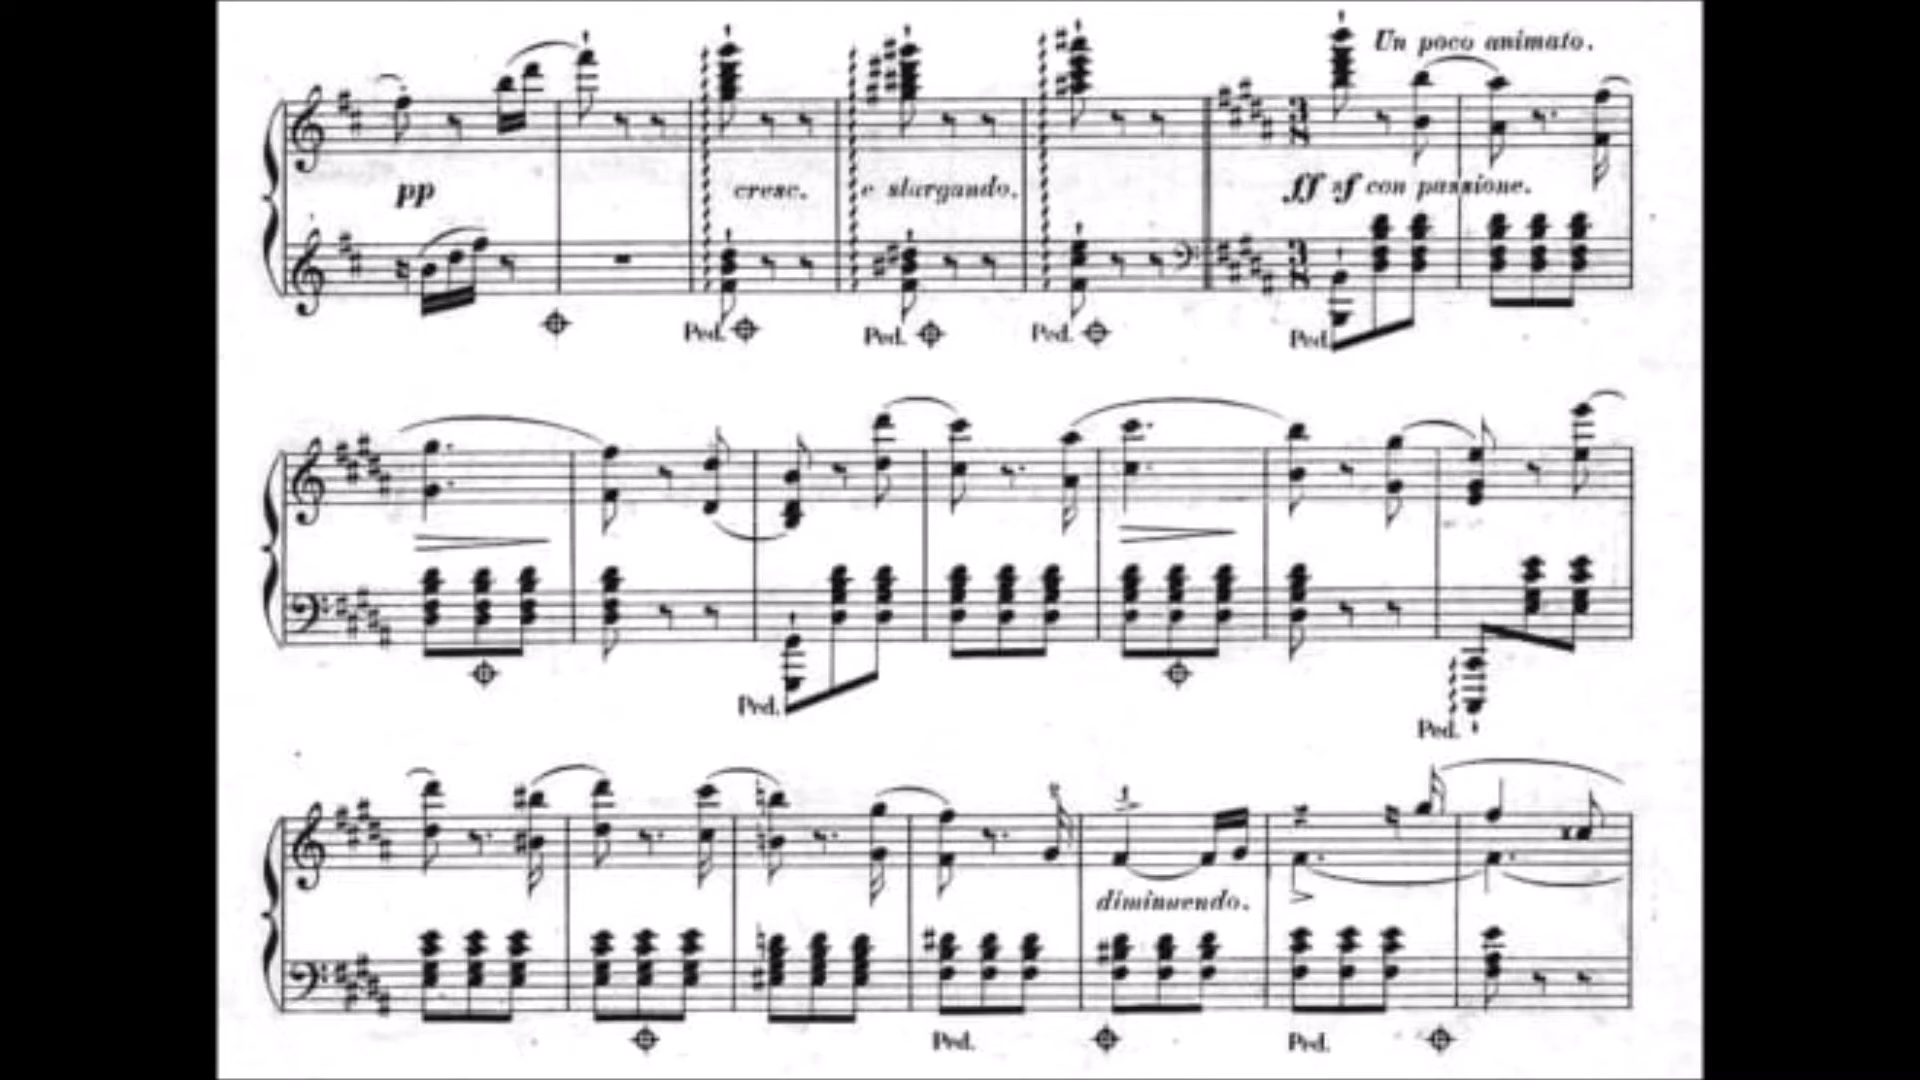 Un poco animato.
pp cresc. e slargando. ff sf con passione.
Ped. Ped. Ped. Ped.
Ped. Ped.
diminuendo.
Ped. Ped.